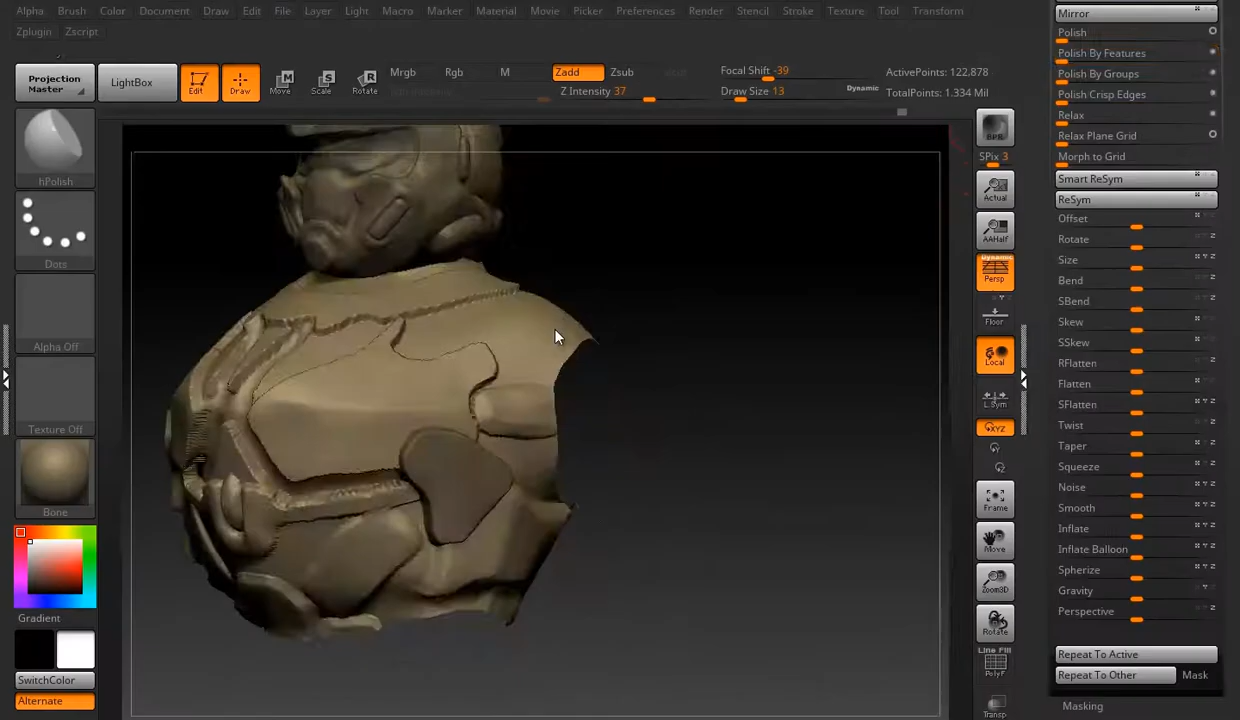 Alpha Brush Color Document Draw Edit File Layer Light Macro Marker Material Movie Picker Preferences Render Stencil Stroke Texture Tool Transform
Zplugin Zscript
Projection Master
LightBox
Edit
Draw
Move
Scale
Rotate
Mrgb Rgb M
Zadd Zsub
Z Intensity 37
Focal Shift -39
Draw Size 13
Dynamic
ActivePoints: 122,878
TotalPoints: 1.334 Mil
hPolish
Dots
Alpha Off
Texture Off
Bone
Gradient
SwitchColor
Alternate
BPR
SPix 3
Actual
AAHalf
Dynamic
Persp
Floor
Local
L.Sym
XYZ
Frame
Move
Zoom3D
Rotate
Line Fill
PolyF
Transp
Mirror
Polish
Polish By Features
Polish By Groups
Polish Crisp Edges
Relax
Relax Plane Grid
Morph to Grid
Smart ReSym
ReSym
Offset
Rotate
Size
Bend
SBend
Skew
SSkew
RFlatten
Flatten
SFlatten
Twist
Taper
Squeeze
Noise
Smooth
Inflate
Inflate Balloon
Spherize
Gravity
Perspective
Repeat To Active
Repeat To Other Mask
Masking